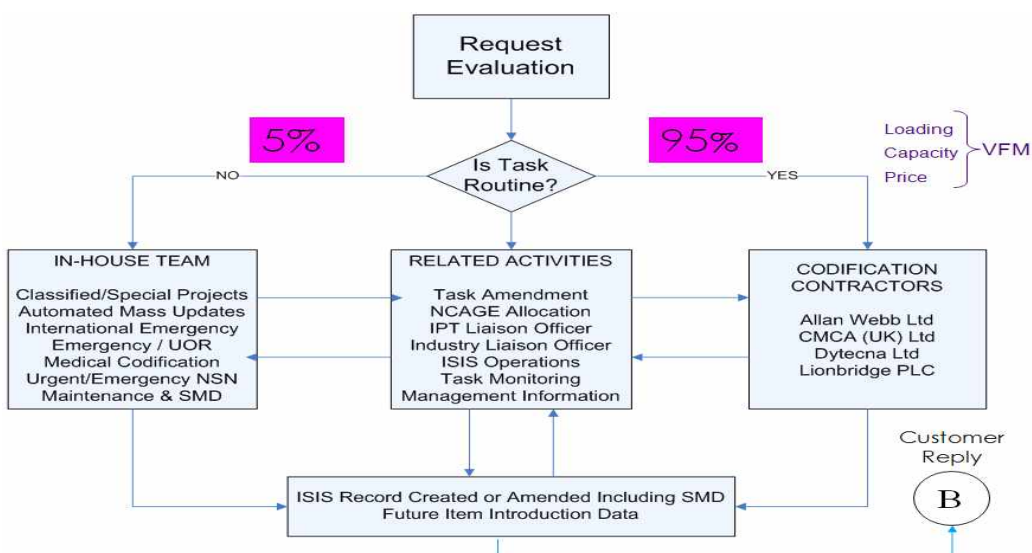 Request
Evaluation
5%
95%
Loading
Capacity
Price
VFM
Is Task
Routine?
NO
YES
IN-HOUSE TEAM
Classified/Special Projects
Automated Mass Updates
International Emergency
Emergency / UOR
Medical Codification
Urgent/Emergency NSN
Maintenance & SMD
RELATED ACTIVITIES
Task Amendment
NCAGE Allocation
IPT Liaison Officer
Industry Liaison Officer
ISIS Operations
Task Monitoring
Management Information
CODIFICATION
CONTRACTORS
Allan Webb Ltd
CMCA (UK) Ltd
Dytecna Ltd
Lionbridge PLC
Customer
Reply
B
ISIS Record Created or Amended Including SMD
Future Item Introduction Data